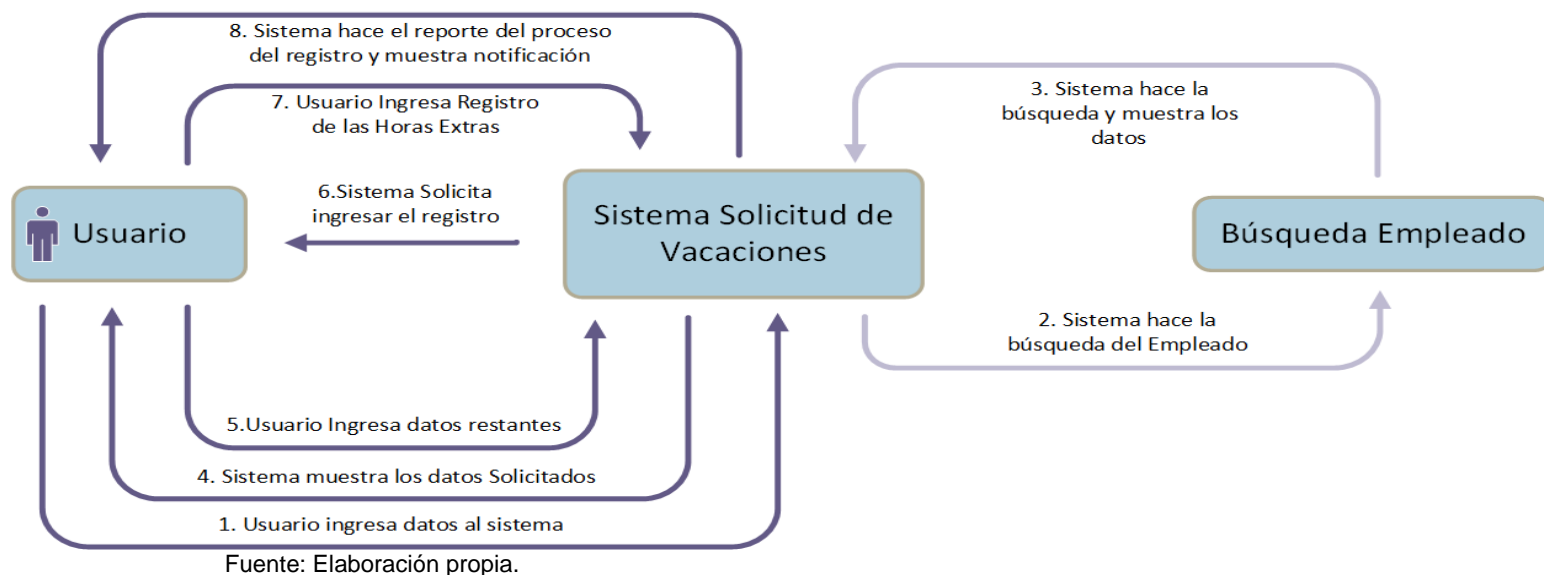 8. Sistema hace el reporte del proceso
del registro y muestra notificación
7. Usuario Ingresa Registro
de las Horas Extras
3. Sistema hace la
búsqueda y muestra los
datos
6.Sistema Solicita
ingresar el registro
Usuario
Sistema Solicitud de
Vacaciones
Búsqueda Empleado
2. Sistema hace la
búsqueda del Empleado
5.Usuario Ingresa datos restantes
4. Sistema muestra los datos Solicitados
1. Usuario ingresa datos al sistema
Fuente: Elaboración propia.